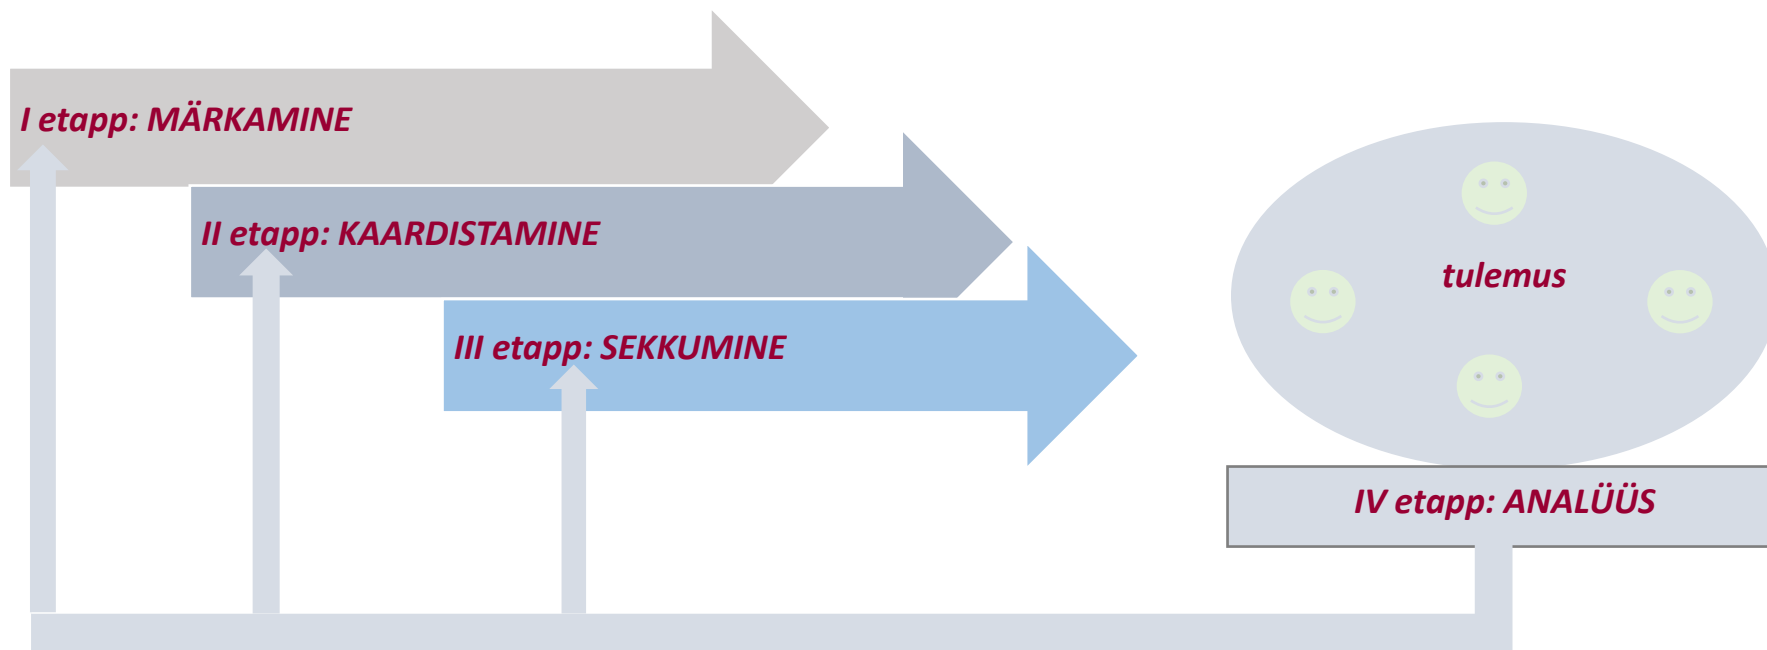 I etapp: MÄRKAMINE
II etapp: KAARDISTAMINE
III etapp: SEKKUMINE
tulemus
IV etapp: ANALÜÜS